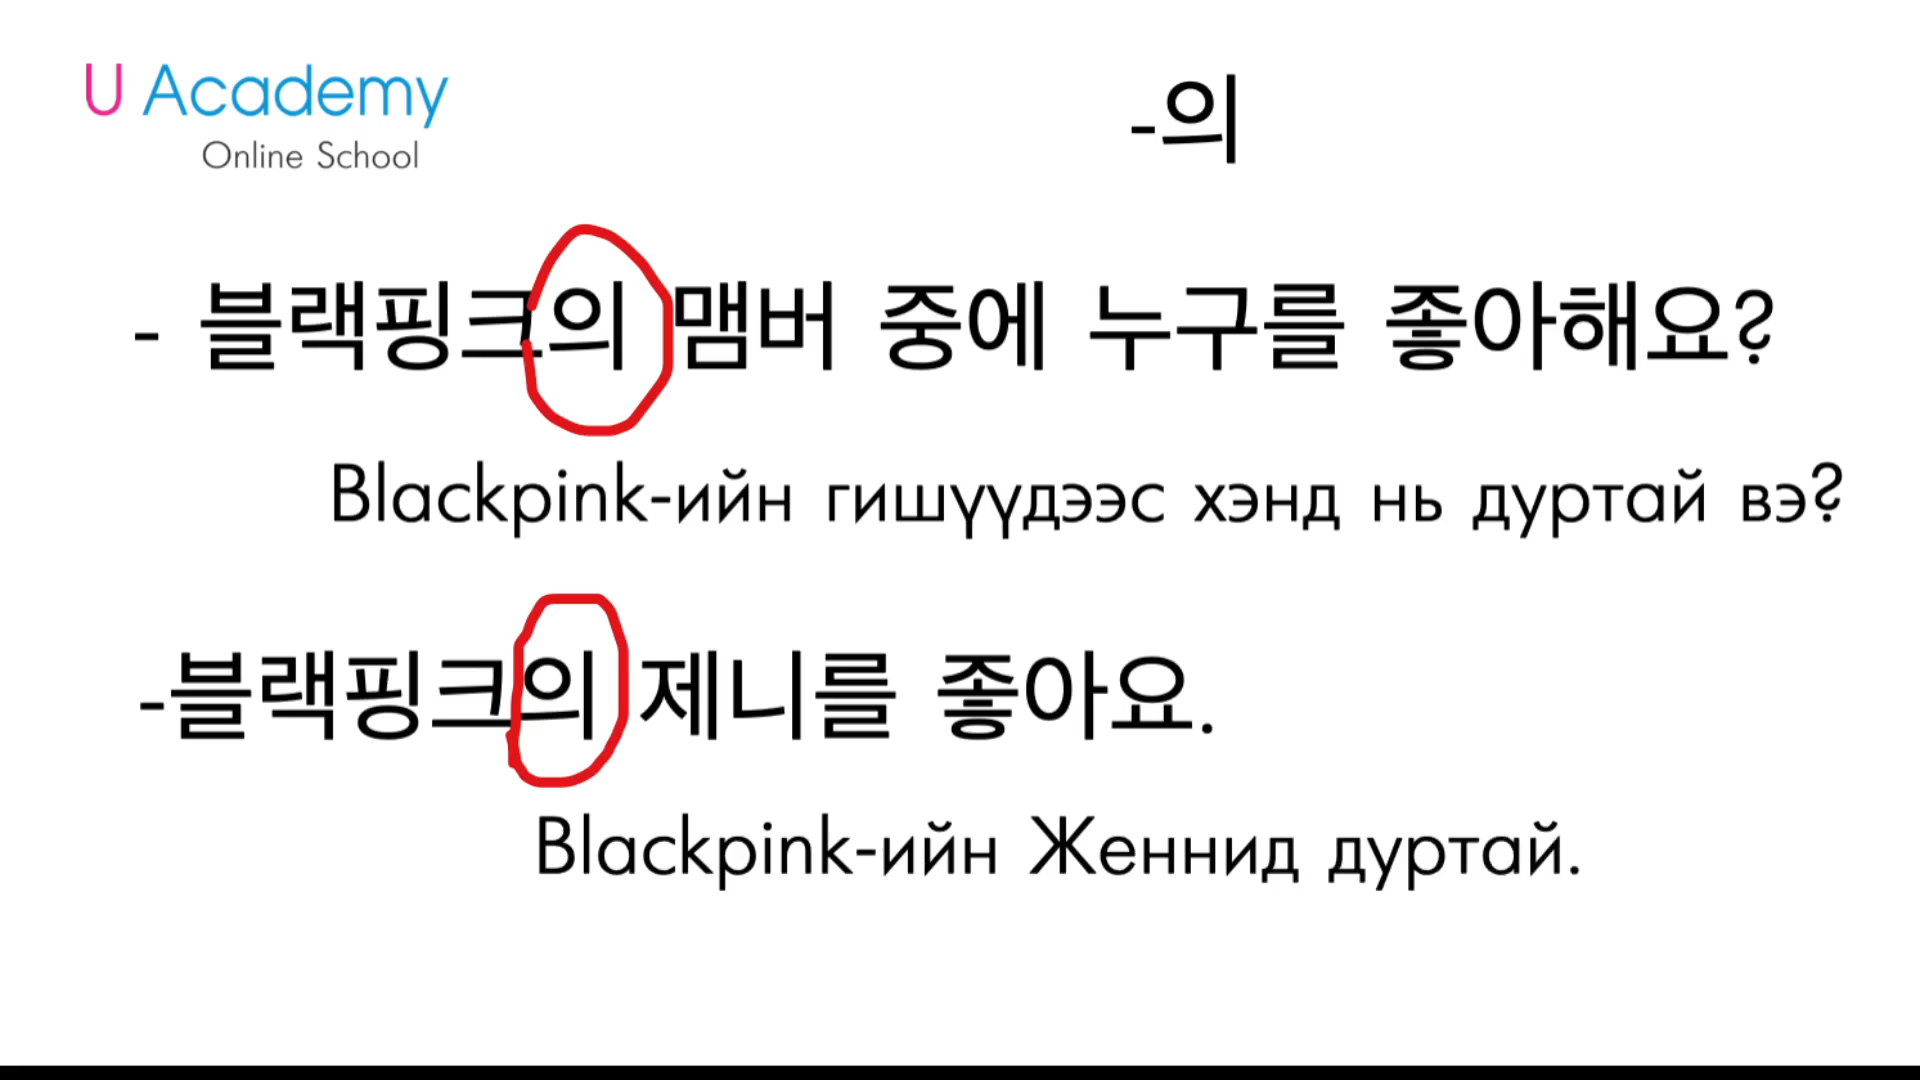 U Academy
Online School
-의
- 블랙핑크의 맴버 중에 누구를 좋아해요?
Blackpink-ийн гишүүдээс хэнд нь дуртай вэ?
-블랙핑크의 제니를 좋아요.
Blackpink-ийн Женнид дуртай.